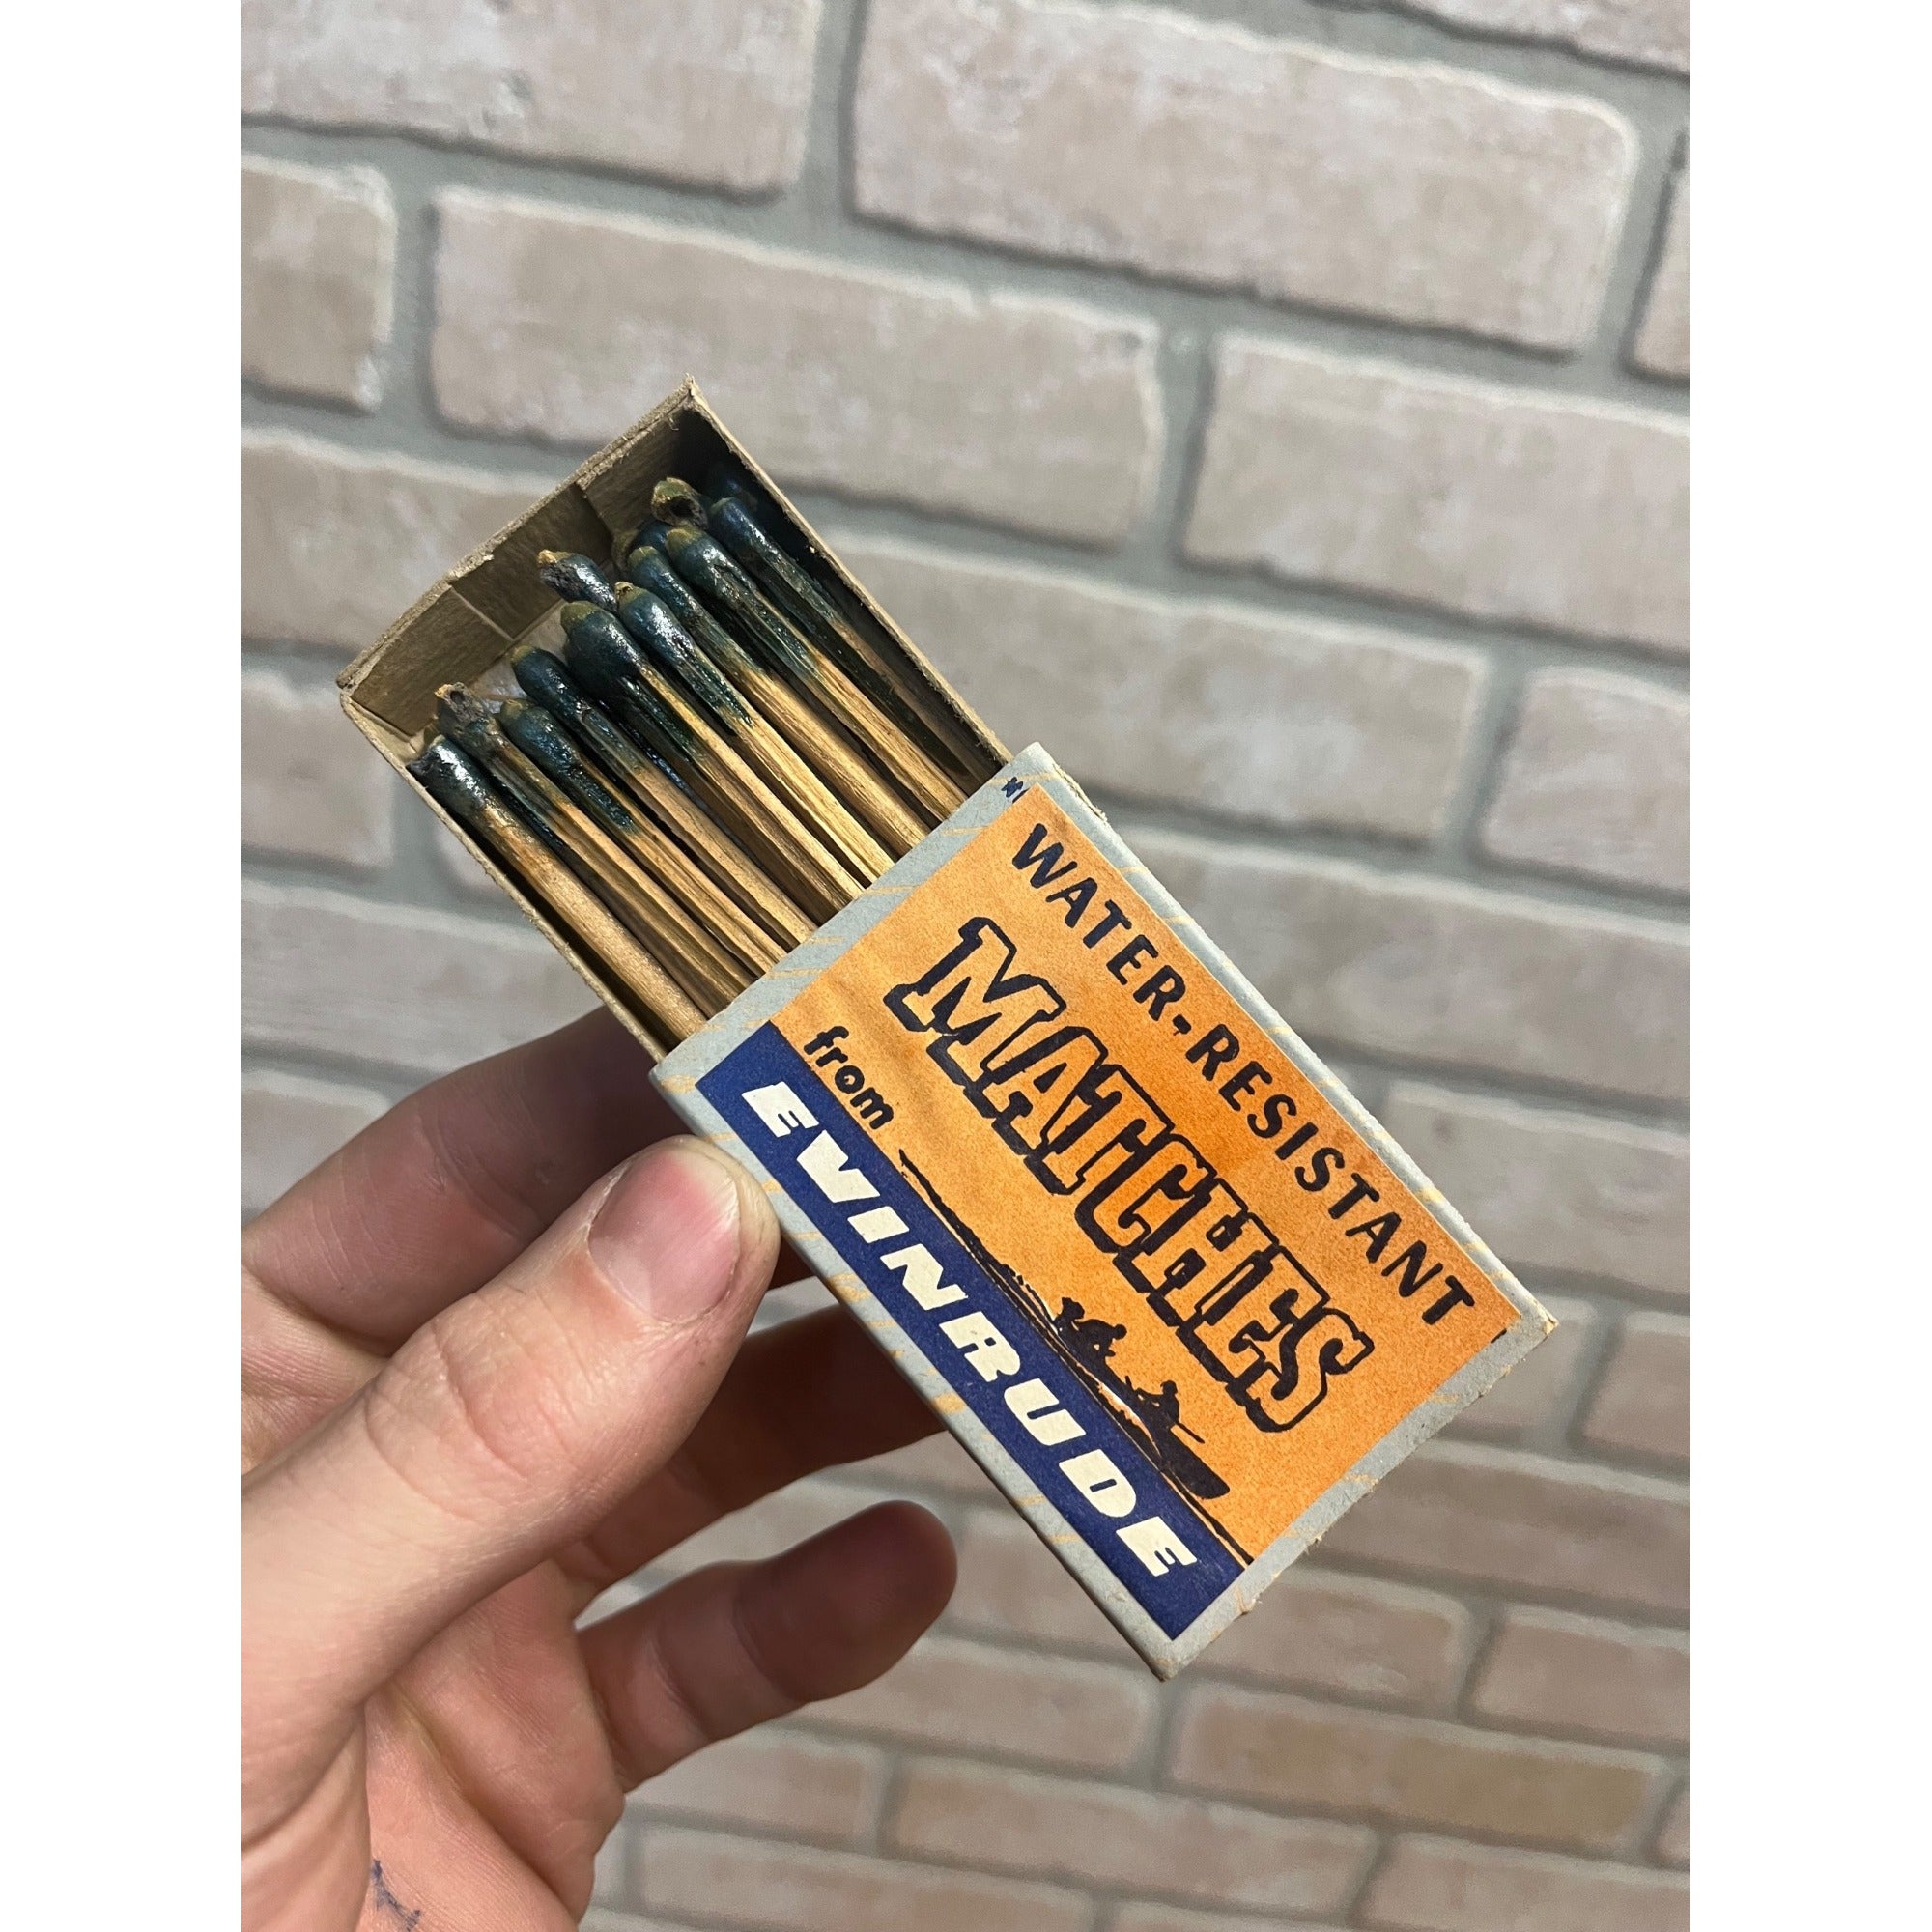 WATER-RESISTANT
MATCHES
from
EVINRUDE